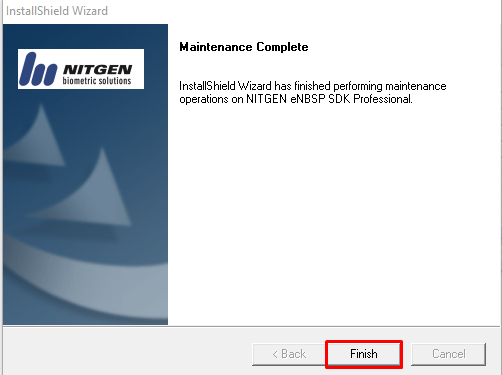 InstallShield Wizard
NITGEN
biometric solutions
Maintenance Complete
InstallShield Wizard has finished performing maintenance
operations on NITGEN eNBSP SDK Professional.
< Back
Finish
Cancel